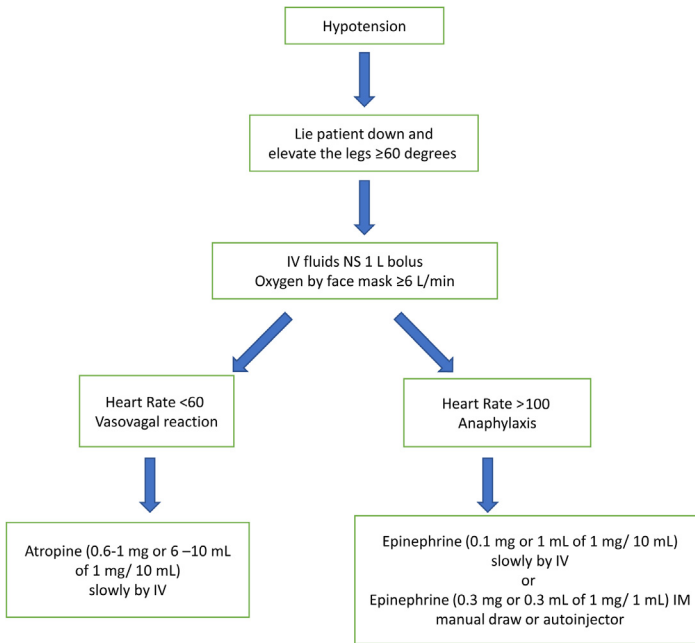 Hypotension
Lie patient down and
elevate the legs ≥60 degrees
IV fluids NS 1 L bolus
Oxygen by face mask ≥6 L/min
Heart Rate <60
Vasovagal reaction
Heart Rate >100
Anaphylaxis
Atropine (0.6-1 mg or 6 –10 mL
of 1 mg/ 10 mL)
slowly by IV
Epinephrine (0.1 mg or 1 mL of 1 mg/ 10 mL)
slowly by IV
or
Epinephrine (0.3 mg or 0.3 mL of 1 mg/ 1 mL) IM
manual draw or autoinjector